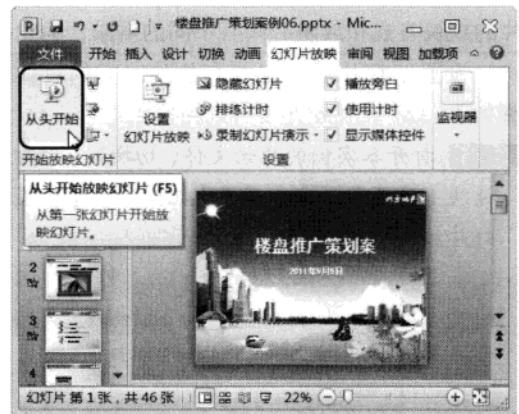 楼盘推广策划案例06.pptx - Mic...
文件 开始 插入 设计 切换 动画 幻灯片放映 审阅 视图 加载项
从头开始
设置
幻灯片放映
隐藏幻灯片
排练计时
录制幻灯片演示
播放旁白
使用计时
显示媒体控件
监视器
开始放映幻灯片
设置
从头开始放映幻灯片 (F5)
从第一张幻灯片开始放
映幻灯片。
楼盘推广策划案
2011年9月5日
2
3
4
幻灯片 第 1 张，共 46 张
22%